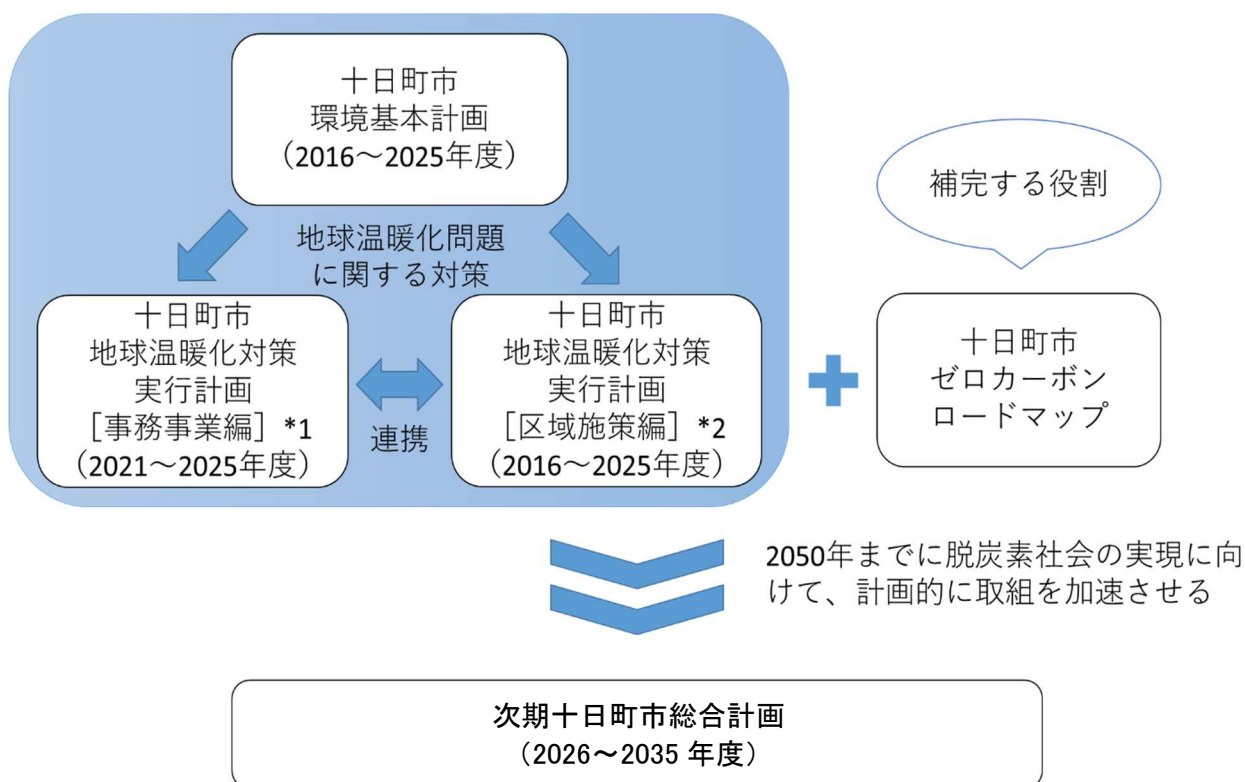 十日町市
環境基本計画
（2016～2025年度）
地球温暖化問題
に関する対策
十日町市
地球温暖化対策
実行計画
［事務事業編］*1
（2021～2025年度）
連携
十日町市
地球温暖化対策
実行計画
［区域施策編］*2
（2016～2025年度）
補完する役割
十日町市
ゼロカーボン
ロードマップ
2050年までに脱炭素社会の実現に向
けて、計画的に取組を加速させる
次期十日町市総合計画
（2026～2035 年度）